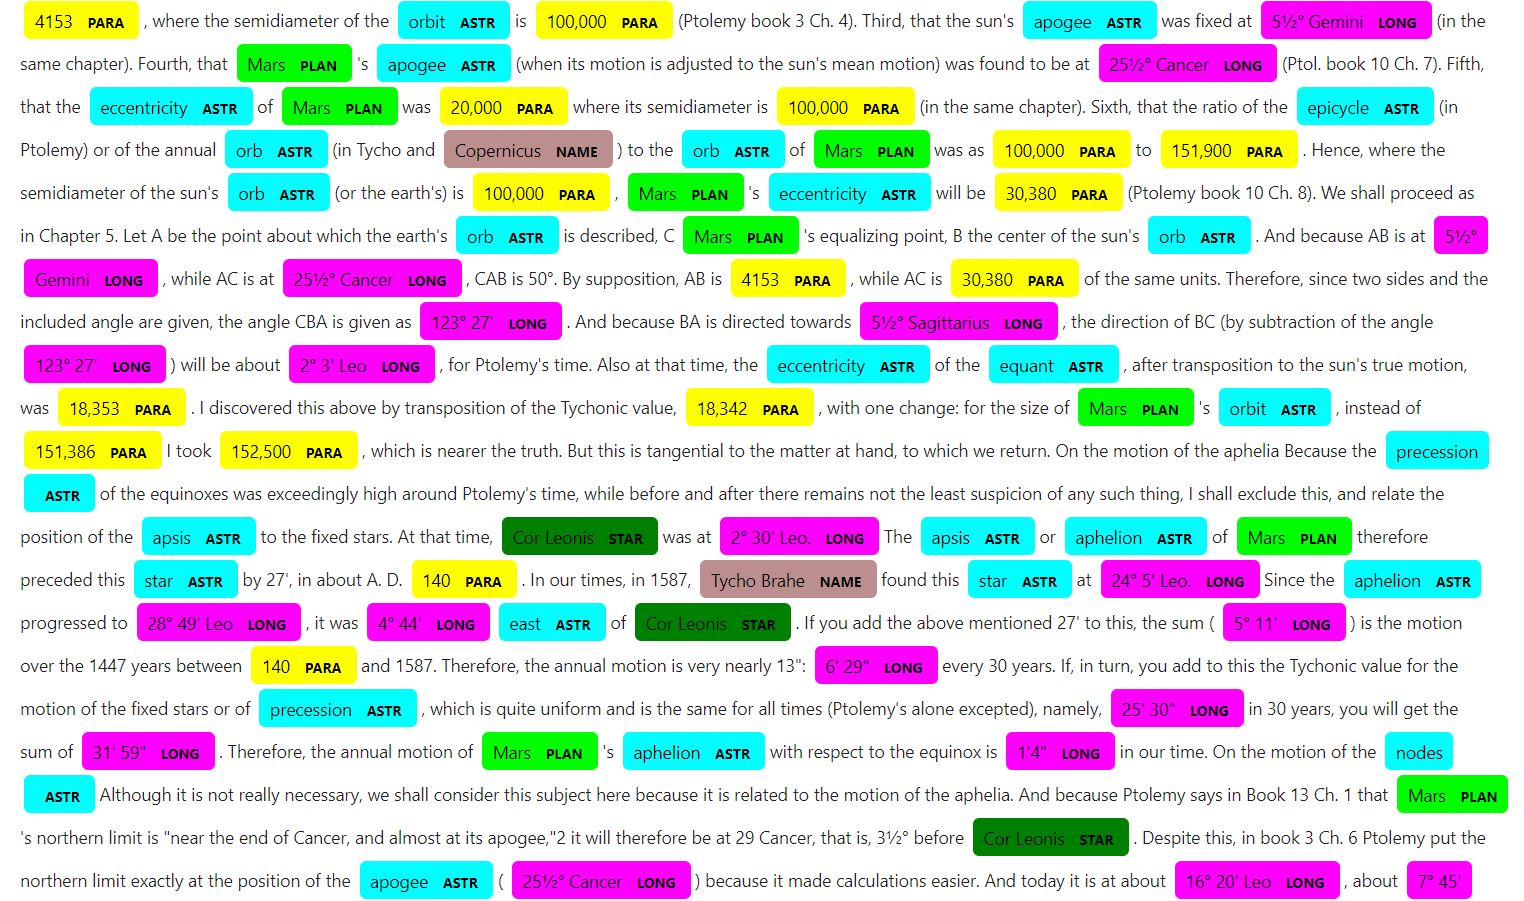 4153 PARA , where the semidiameter of the orbit ASTR is 100,000 PARA (Ptolemy book 3 Ch. 4). Third, that the sun's apogee ASTR was fixed at 5½° Gemini LONG (in the
same chapter). Fourth, that Mars PLAN 's apogee ASTR (when its motion is adjusted to the sun's mean motion) was found to be at 25½° Cancer LONG (Ptol. book 10 Ch. 7). Fifth,
that the eccentricity ASTR of Mars PLAN was 20,000 PARA where its semidiameter is 100,000 PARA (in the same chapter). Sixth, that the ratio of the epicycle ASTR (in
Ptolemy) or of the annual orb ASTR (in Tycho and Copernicus NAME ) to the orb ASTR of Mars PLAN was as 100,000 PARA to 151,900 PARA . Hence, where the
semidiameter of the sun's orb ASTR (or the earth's) is 100,000 PARA , Mars PLAN 's eccentricity ASTR will be 30,380 PARA (Ptolemy book 10 Ch. 8). We shall proceed as
in Chapter 5. Let A be the point about which the earth's orb ASTR is described, C Mars PLAN 's equalizing point, B the center of the sun's orb ASTR . And because AB is at 5½°
Gemini LONG , while AC is at 25½° Cancer LONG , CAB is 50°. By supposition, AB is 4153 PARA , while AC is 30,380 PARA of the same units. Therefore, since two sides and the
included angle are given, the angle CBA is given as 123° 27' LONG . And because BA is directed towards 5½° Sagittarius LONG , the direction of BC (by subtraction of the angle
123° 27' LONG ) will be about 2° 3' Leo LONG , for Ptolemy's time. Also at that time, the eccentricity ASTR of the equant ASTR , after transposition to the sun's true motion,
was 18,353 PARA . I discovered this above by transposition of the Tychonic value, 18,342 PARA , with one change: for the size of Mars PLAN 's orbit ASTR , instead of
151,386 PARA I took 152,500 PARA , which is nearer the truth. But this is tangential to the matter at hand, to which we return. On the motion of the aphelia Because the precession
ASTR of the equinoxes was exceedingly high around Ptolemy's time, while before and after there remains not the least suspicion of any such thing, I shall exclude this, and relate the
position of the apsis ASTR to the fixed stars. At that time, Cor Leonis STAR was at 2° 30' Leo. LONG The apsis ASTR or aphelion ASTR of Mars PLAN therefore
preceded this star ASTR by 27', in about A. D. 140 PARA . In our times, in 1587, Tycho Brahe NAME found this star ASTR at 24° 5' Leo. LONG Since the aphelion ASTR
progressed to 28° 49' Leo LONG , it was 4° 44' LONG east ASTR of Cor Leonis STAR . If you add the above mentioned 27' to this, the sum ( 5° 11' LONG ) is the motion
over the 1447 years between 140 PARA and 1587. Therefore, the annual motion is very nearly 13": 6' 29" LONG every 30 years. If, in turn, you add to this the Tychonic value for the
motion of the fixed stars or of precession ASTR , which is quite uniform and is the same for all times (Ptolemy's alone excepted), namely, 25' 30" LONG in 30 years, you will get the
sum of 31' 59" LONG . Therefore, the annual motion of Mars PLAN 's aphelion ASTR with respect to the equinox is 1'4" LONG in our time. On the motion of the nodes
ASTR Although it is not really necessary, we shall consider this subject here because it is related to the motion of the aphelia. And because Ptolemy says in Book 13 Ch. 1 that Mars PLAN
's northern limit is "near the end of Cancer, and almost at its apogee,"2 it will therefore be at 29 Cancer, that is, 3½° before Cor Leonis STAR . Despite this, in book 3 Ch. 6 Ptolemy put the
northern limit exactly at the position of the apogee ASTR ( 25½° Cancer LONG ) because it made calculations easier. And today it is at about 16° 20' Leo LONG , about 7° 45'